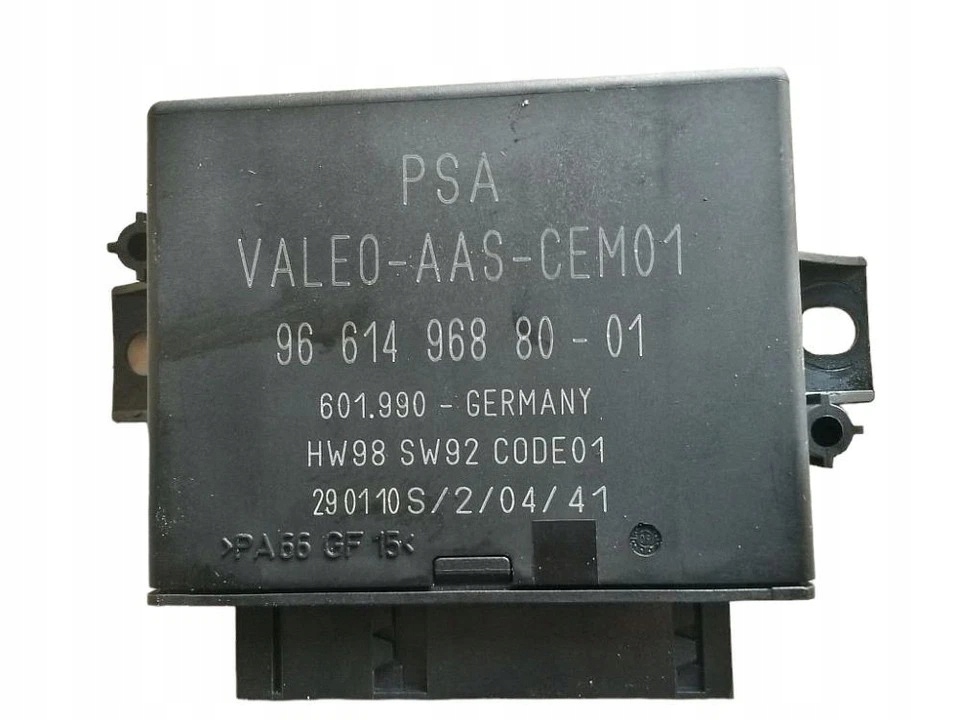 PSA
VALEO-AAS-CEM01
96 614 968 80 - 01
601.990 - GERMANY
HW98 SW92 CODE01
290110S/2/04/41
>PA66 GF 15<